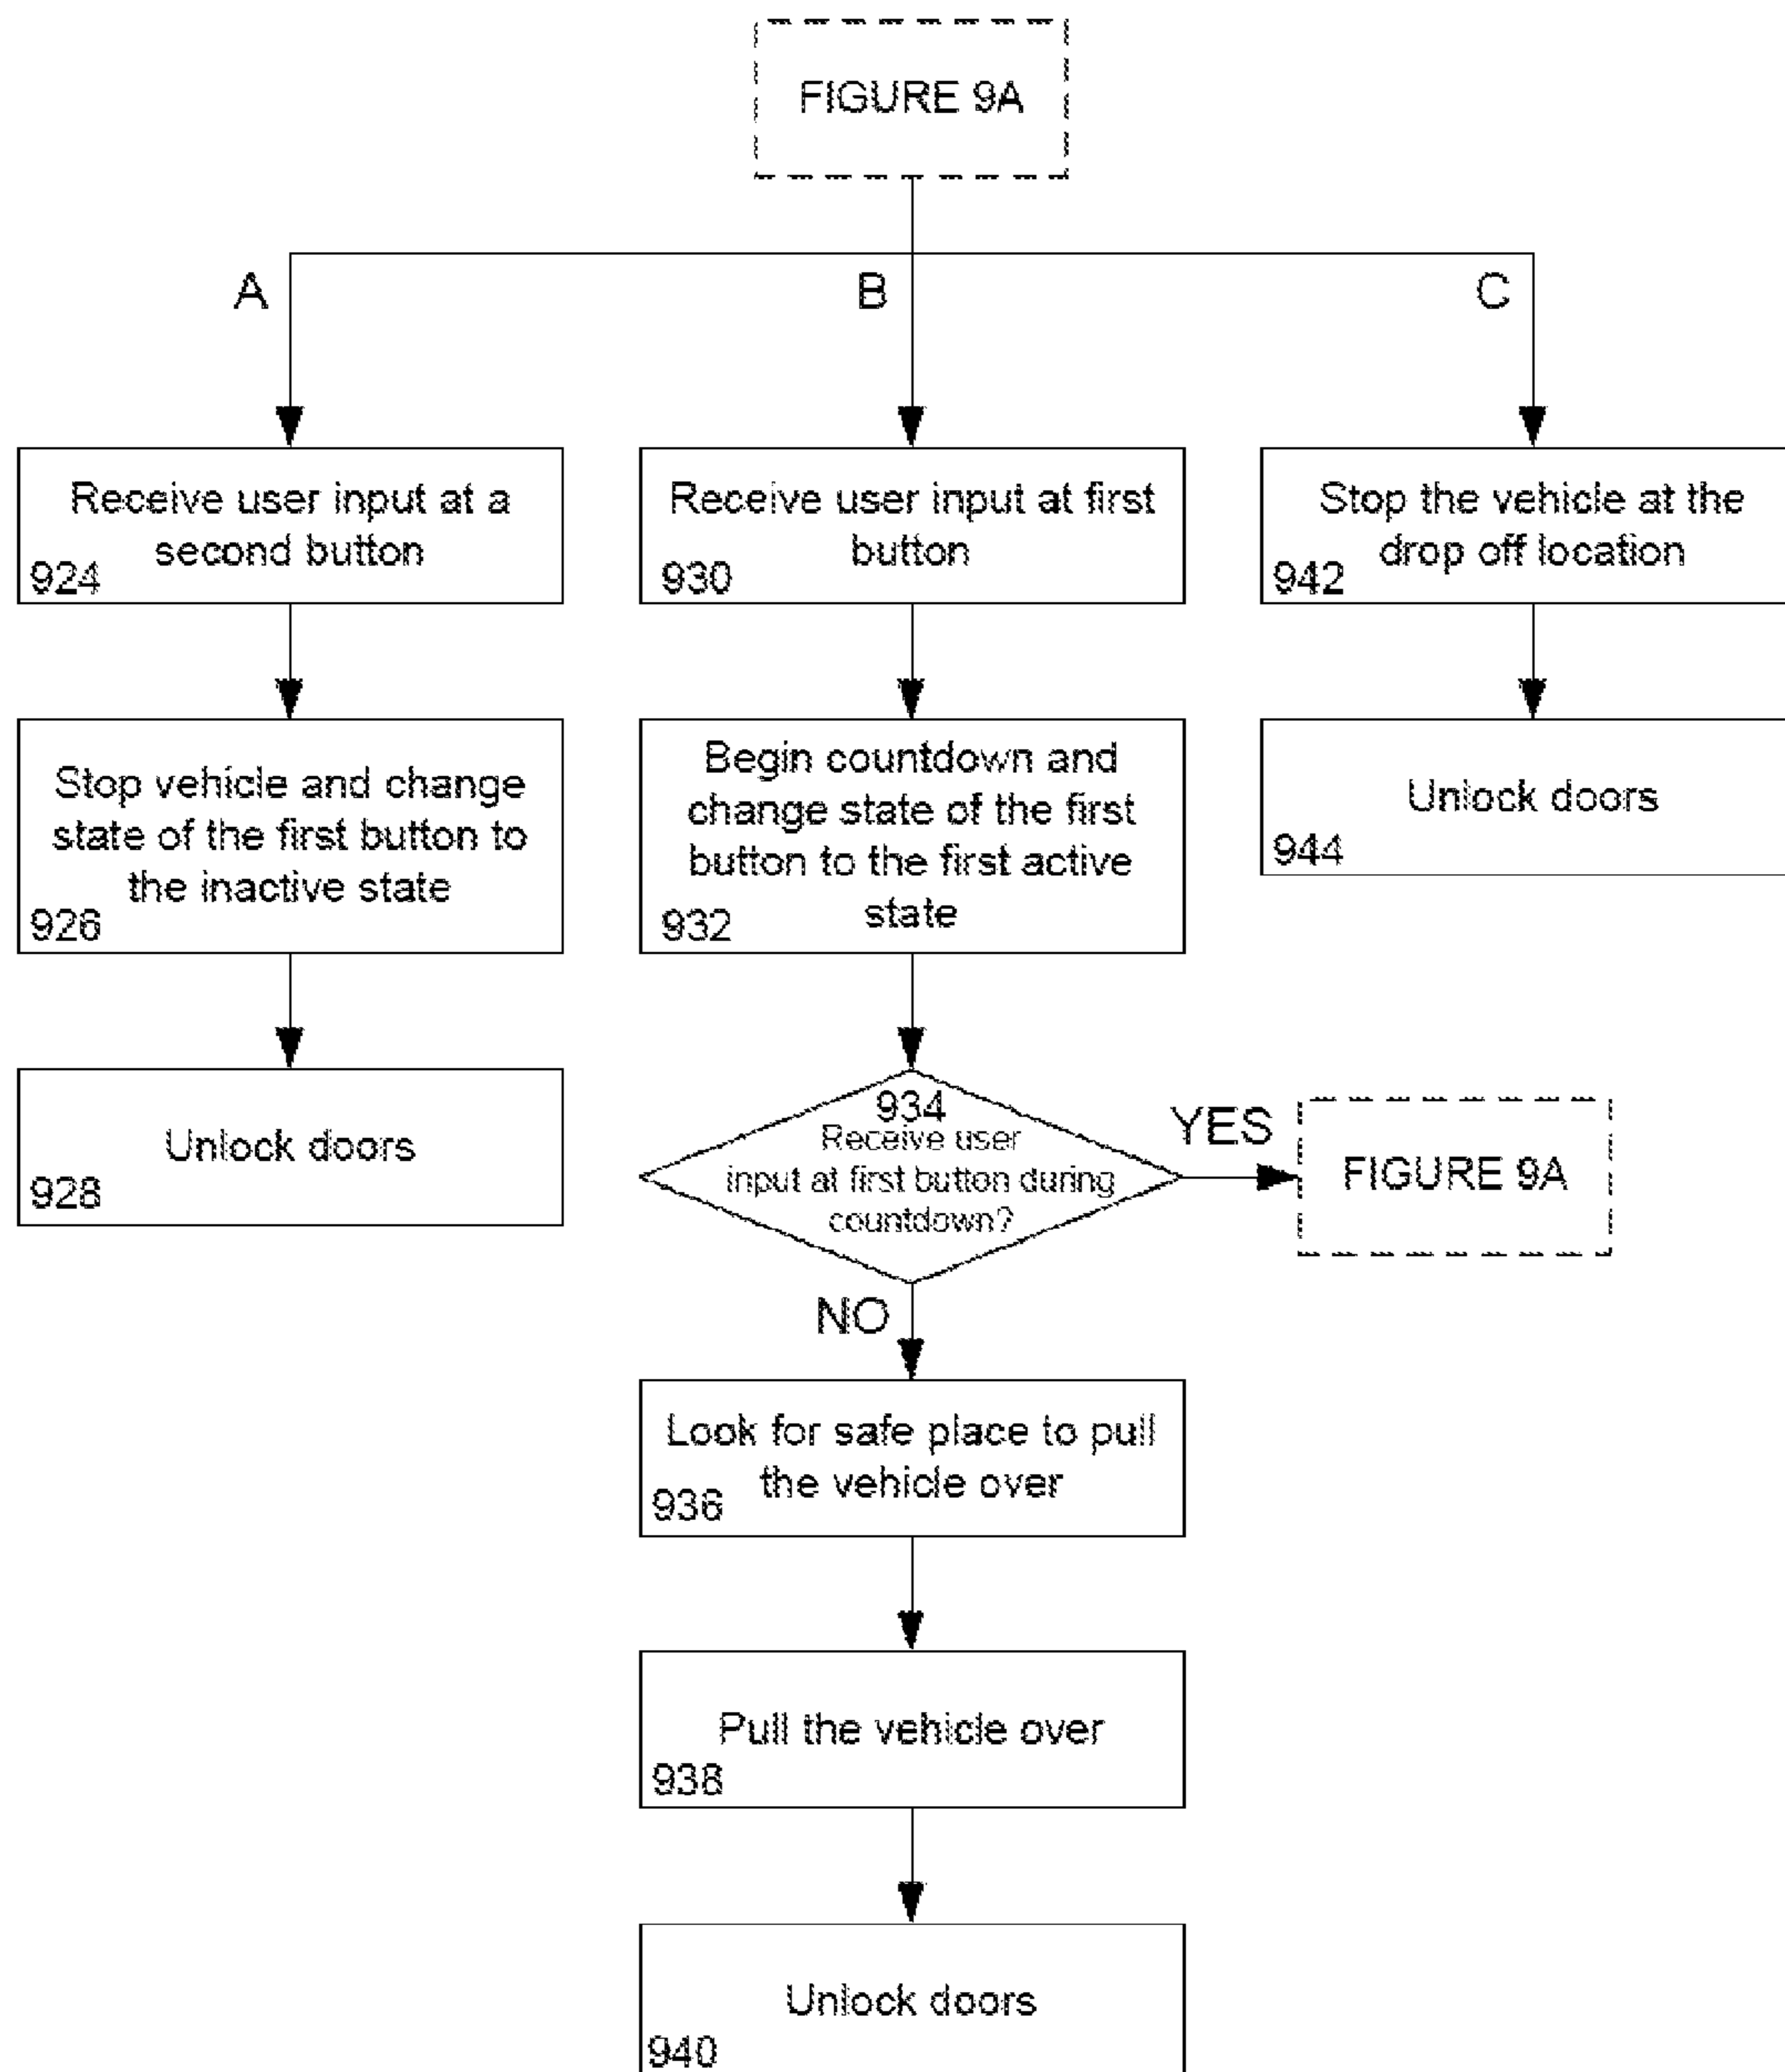 FIGURE 9A
A
B
C
Receive user input at a
second button
924
Receive user input at first
button
930
Stop the vehicle at the
drop off location
942
Stop vehicle and change
state of the first button to
the inactive state
926
Begin countdown and
change state of the first
button to the first active
state
932
Unlock doors
944
Unlock doors
928
934
Receive user
input at first button during
countdown?
YES
FIGURE 9A
NO
Look for safe place to pull
the vehicle over
936
Pull the vehicle over
938
Unlock doors
940